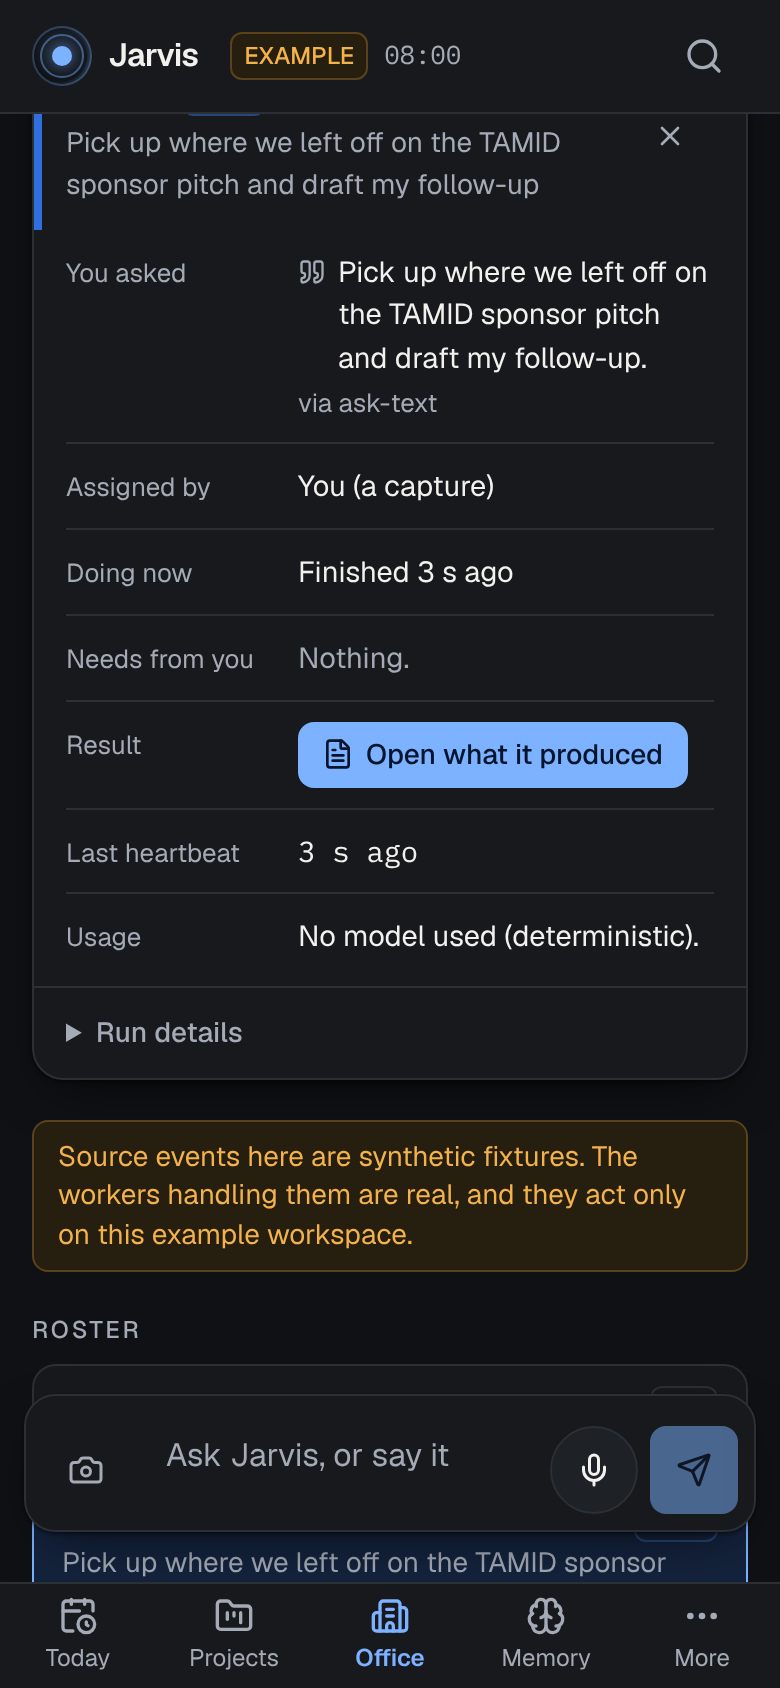 Jarvis
EXAMPLE
08:00
Pick up where we left off on the TAMID
sponsor pitch and draft my follow-up
You asked
Pick up where we left off on
the TAMID sponsor pitch
and draft my follow-up.
via ask-text
Assigned by
You (a capture)
Doing now
Finished 3 s ago
Needs from you
Nothing.
Result
Open what it produced
Last heartbeat
3 s ago
Usage
No model used (deterministic).
Run details
Source events here are synthetic fixtures. The
workers handling them are real, and they act only
on this example workspace.
ROSTER
Ask Jarvis, or say it
Pick up where we left off on the TAMID sponsor
Today
Projects
Office
Memory
More